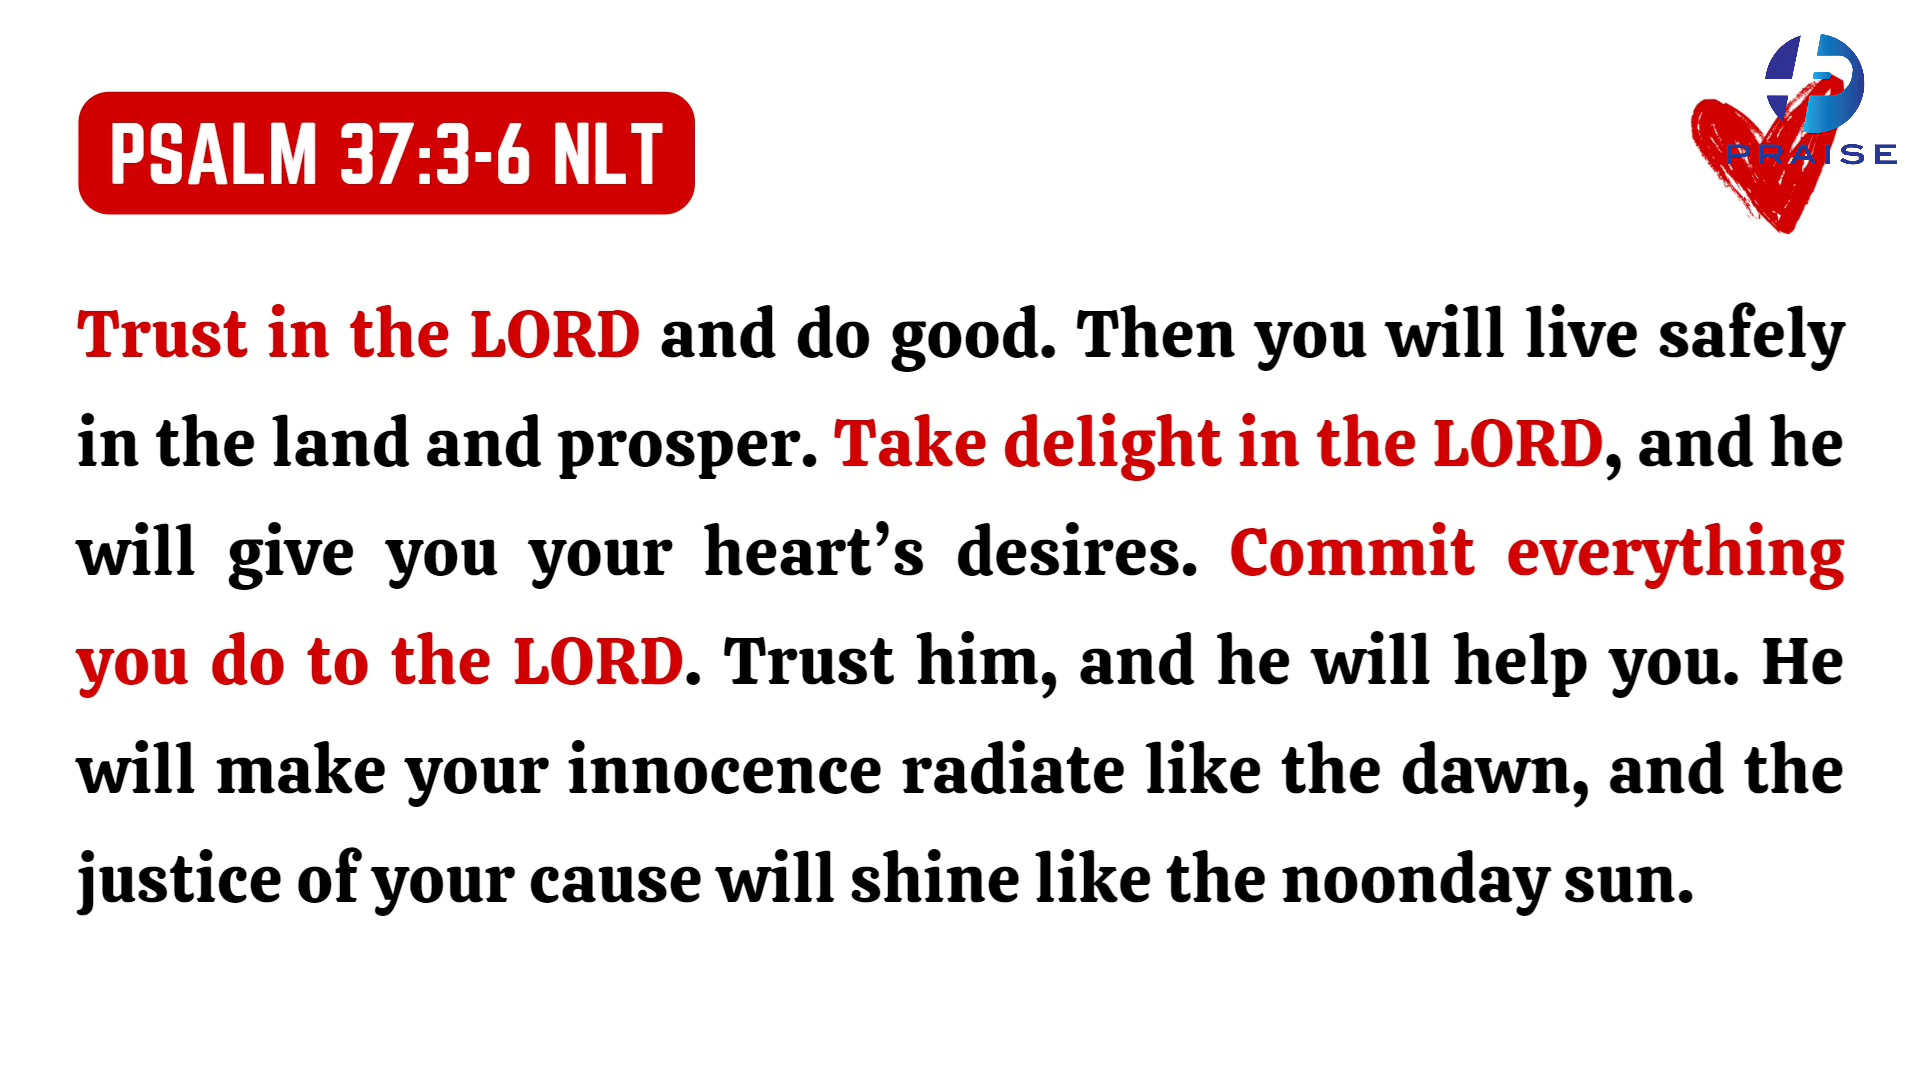 PSALM 37:3-6 NLT
PRAISE
Trust in the LORD and do good. Then you will live safely
in the land and prosper. Take delight in the LORD, and he
will give you your heart’s desires. Commit everything
you do to the LORD. Trust him, and he will help you. He
will make your innocence radiate like the dawn, and the
justice of your cause will shine like the noonday sun.